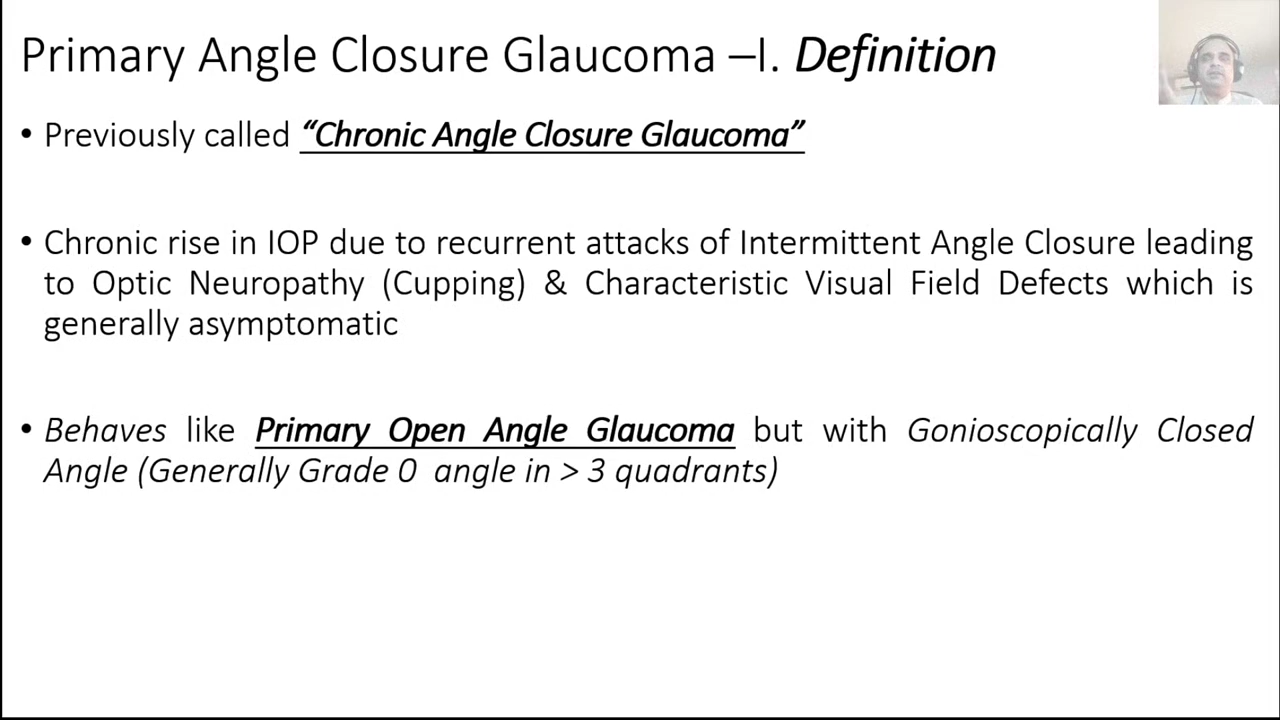 Primary Angle Closure Glaucoma –I. Definition
• Previously called “Chronic Angle Closure Glaucoma”
• Chronic rise in IOP due to recurrent attacks of Intermittent Angle Closure leading
to Optic Neuropathy (Cupping) & Characteristic Visual Field Defects which is
generally asymptomatic
• Behaves like Primary Open Angle Glaucoma but with Gonioscopically Closed
Angle (Generally Grade 0 angle in > 3 quadrants)